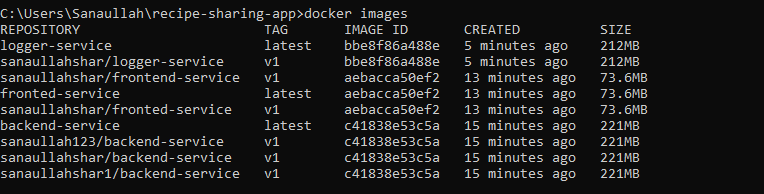 C:\Users\Sanaullah\recipe-sharing-app>docker images
REPOSITORY TAG IMAGE ID CREATED SIZE
logger-service latest bbe8f86a488e 5 minutes ago 212MB
sanaullahshar/logger-service v1 bbe8f86a488e 5 minutes ago 212MB
sanaullahshar/frontend-service v1 aebacca50ef2 13 minutes ago 73.6MB
fronted-service latest aebacca50ef2 13 minutes ago 73.6MB
sanaullahshar/fronted-service v1 aebacca50ef2 13 minutes ago 73.6MB
backend-service latest c41838e53c5a 15 minutes ago 221MB
sanaullah123/backend-service v1 c41838e53c5a 15 minutes ago 221MB
sanaullahshar/backend-service v1 c41838e53c5a 15 minutes ago 221MB
sanaullahshar1/backend-service v1 c41838e53c5a 15 minutes ago 221MB